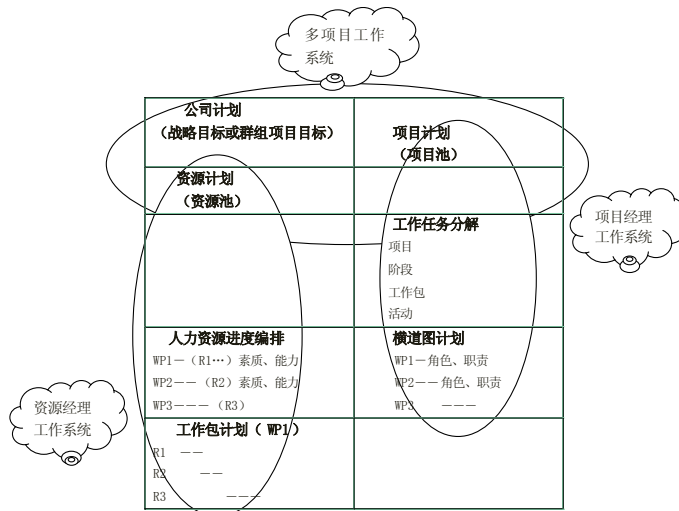 多项目工作
系统
公司计划
（战略目标或群组项目目标）
项目计划
（项目池）
资源计划
（资源池）
项目经理
工作系统
工作任务分解
项目
阶段
工作包
活动
人力资源进度编排
WP1－（R1…）素质、能力
WP2－－（R2）素质、能力
WP3－－－（R3）
横道图计划
WP1－角色、职责
WP2－－角色、职责
WP3 －－－
资源经理
工作系统
工作包计划（ WP1 ）
R1 －－
R2 －－
R3 －－－